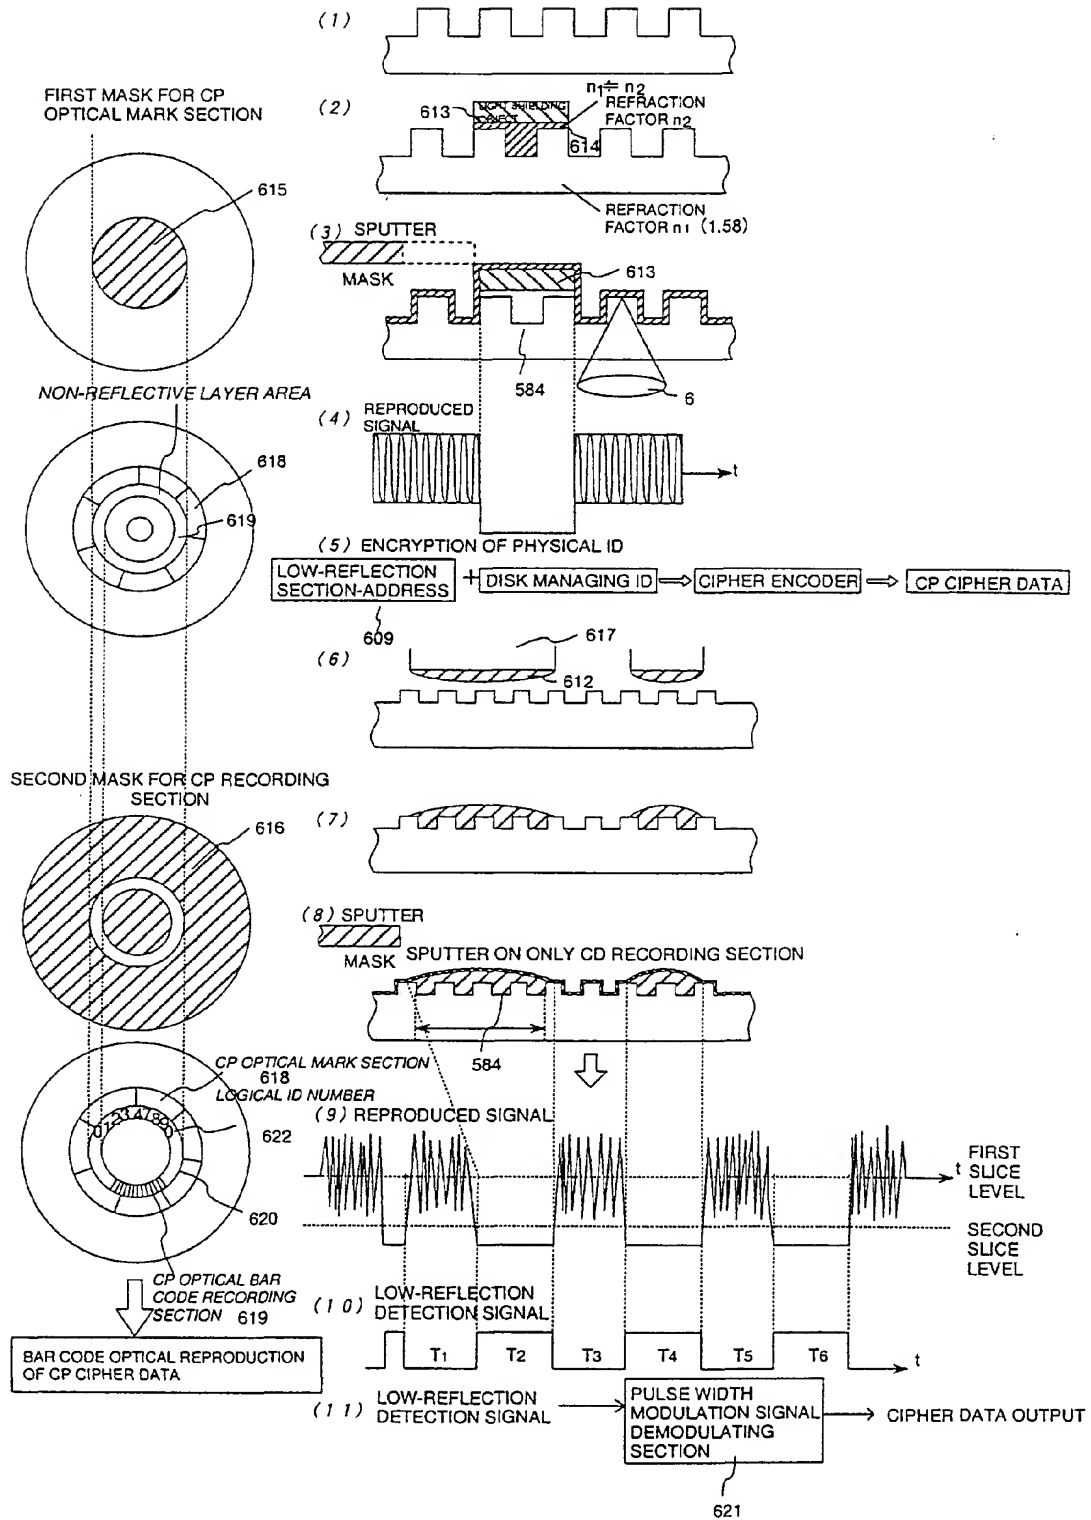 (1)
FIRST MASK FOR CP
OPTICAL MARK SECTION
615
(2)
613
LIGHT SHIELDING
OBJECT
614
n1≒n2
REFRACTION
FACTOR n2
REFRACTION
FACTOR n1 (1.58)
(3) SPUTTER
MASK
613
584
6
NON-REFLECTIVE LAYER AREA
618
619
(4) REPRODUCED
SIGNAL
t
(5) ENCRYPTION OF PHYSICAL ID
LOW-REFLECTION
SECTION-ADDRESS
+ DISK MANAGING ID ⇒ CIPHER ENCODER ⇒ CP CIPHER DATA
609
(6)
617
612
SECOND MASK FOR CP RECORDING
SECTION
616
(7)
(8) SPUTTER
MASK
SPUTTER ON ONLY CD RECORDING SECTION
584
CP OPTICAL MARK SECTION
618
LOGICAL ID NUMBER
012347890
622
620
CP OPTICAL BAR
CODE RECORDING
SECTION 619
BAR CODE OPTICAL REPRODUCTION
OF CP CIPHER DATA
(9) REPRODUCED SIGNAL
t
FIRST
SLICE
LEVEL
SECOND
SLICE
LEVEL
(10) LOW-REFLECTION
DETECTION SIGNAL
T1 T2 T3 T4 T5 T6 t
(11) LOW-REFLECTION
DETECTION SIGNAL
PULSE WIDTH
MODULATION SIGNAL
DEMODULATING
SECTION
CIPHER DATA OUTPUT
621